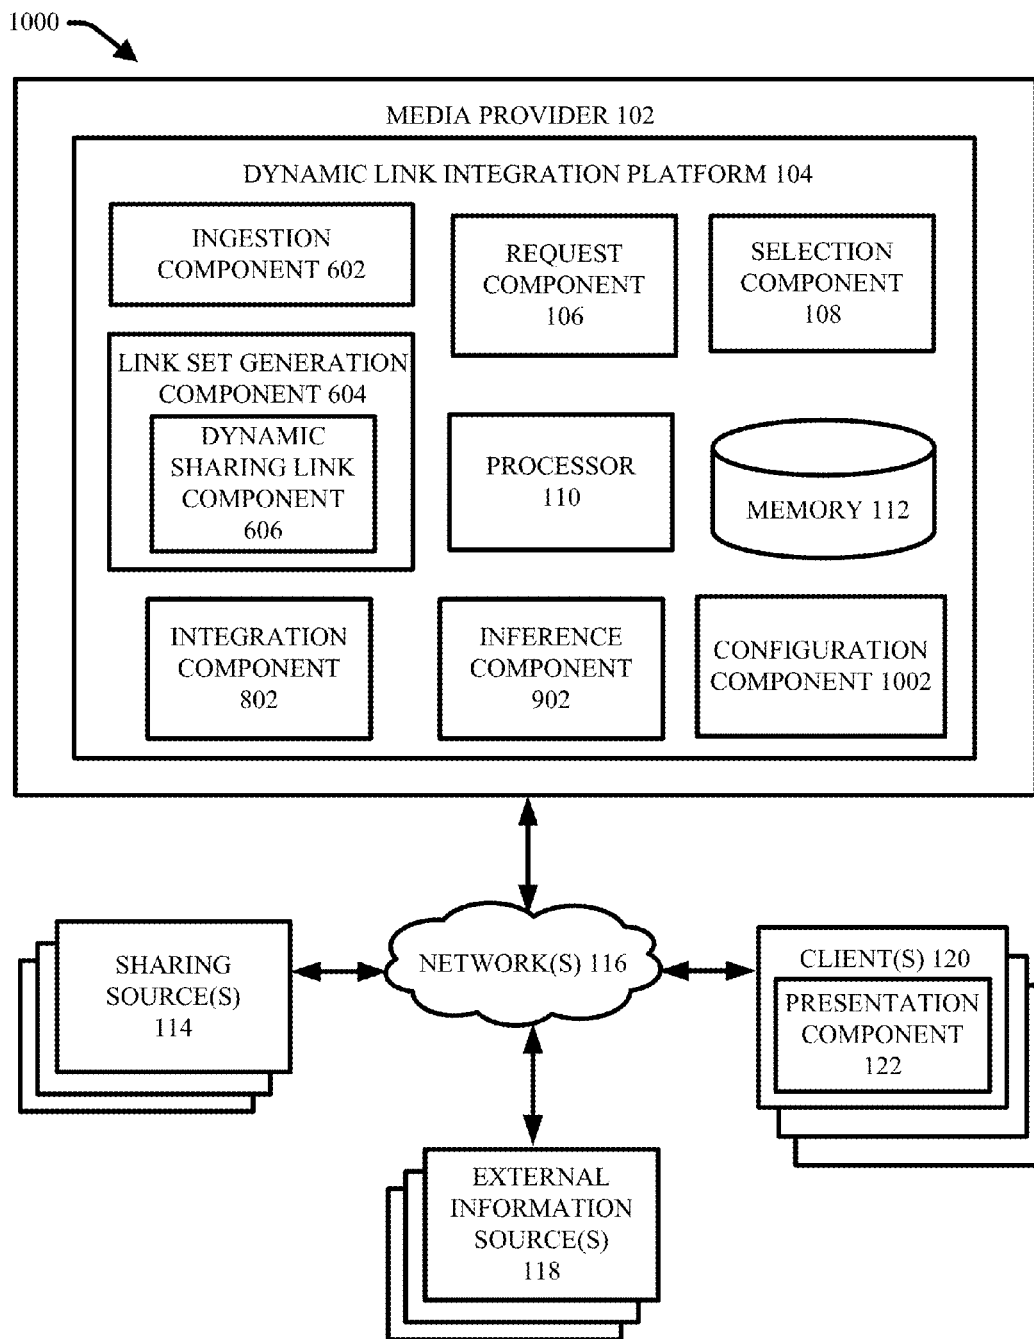 1000
MEDIA PROVIDER 102
DYNAMIC LINK INTEGRATION PLATFORM 104
INGESTION
COMPONENT 602
REQUEST
COMPONENT
106
SELECTION
COMPONENT
108
LINK SET GENERATION
COMPONENT 604
DYNAMIC
SHARING LINK
COMPONENT
606
PROCESSOR
110
MEMORY 112
INTEGRATION
COMPONENT
802
INFERENCE
COMPONENT
902
CONFIGURATION
COMPONENT 1002
SHARING
SOURCE(S)
114
NETWORK(S) 116
CLIENT(S) 120
PRESENTATION
COMPONENT
122
EXTERNAL
INFORMATION
SOURCE(S)
118